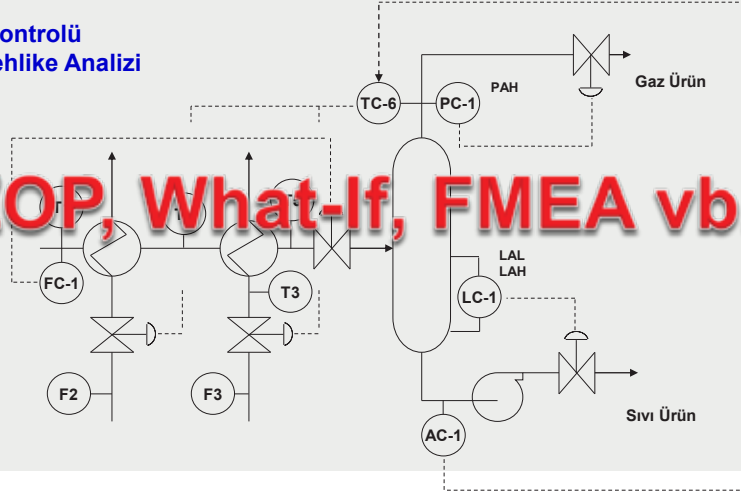 ontrolü
ehlike Analizi
TC-6
PC-1
PAH
Gaz Ürün
OP, What-If, FMEA vb
FC-1
T3
LAL
LAH
LC-1
F2
F3
Sıvı Ürün
AC-1